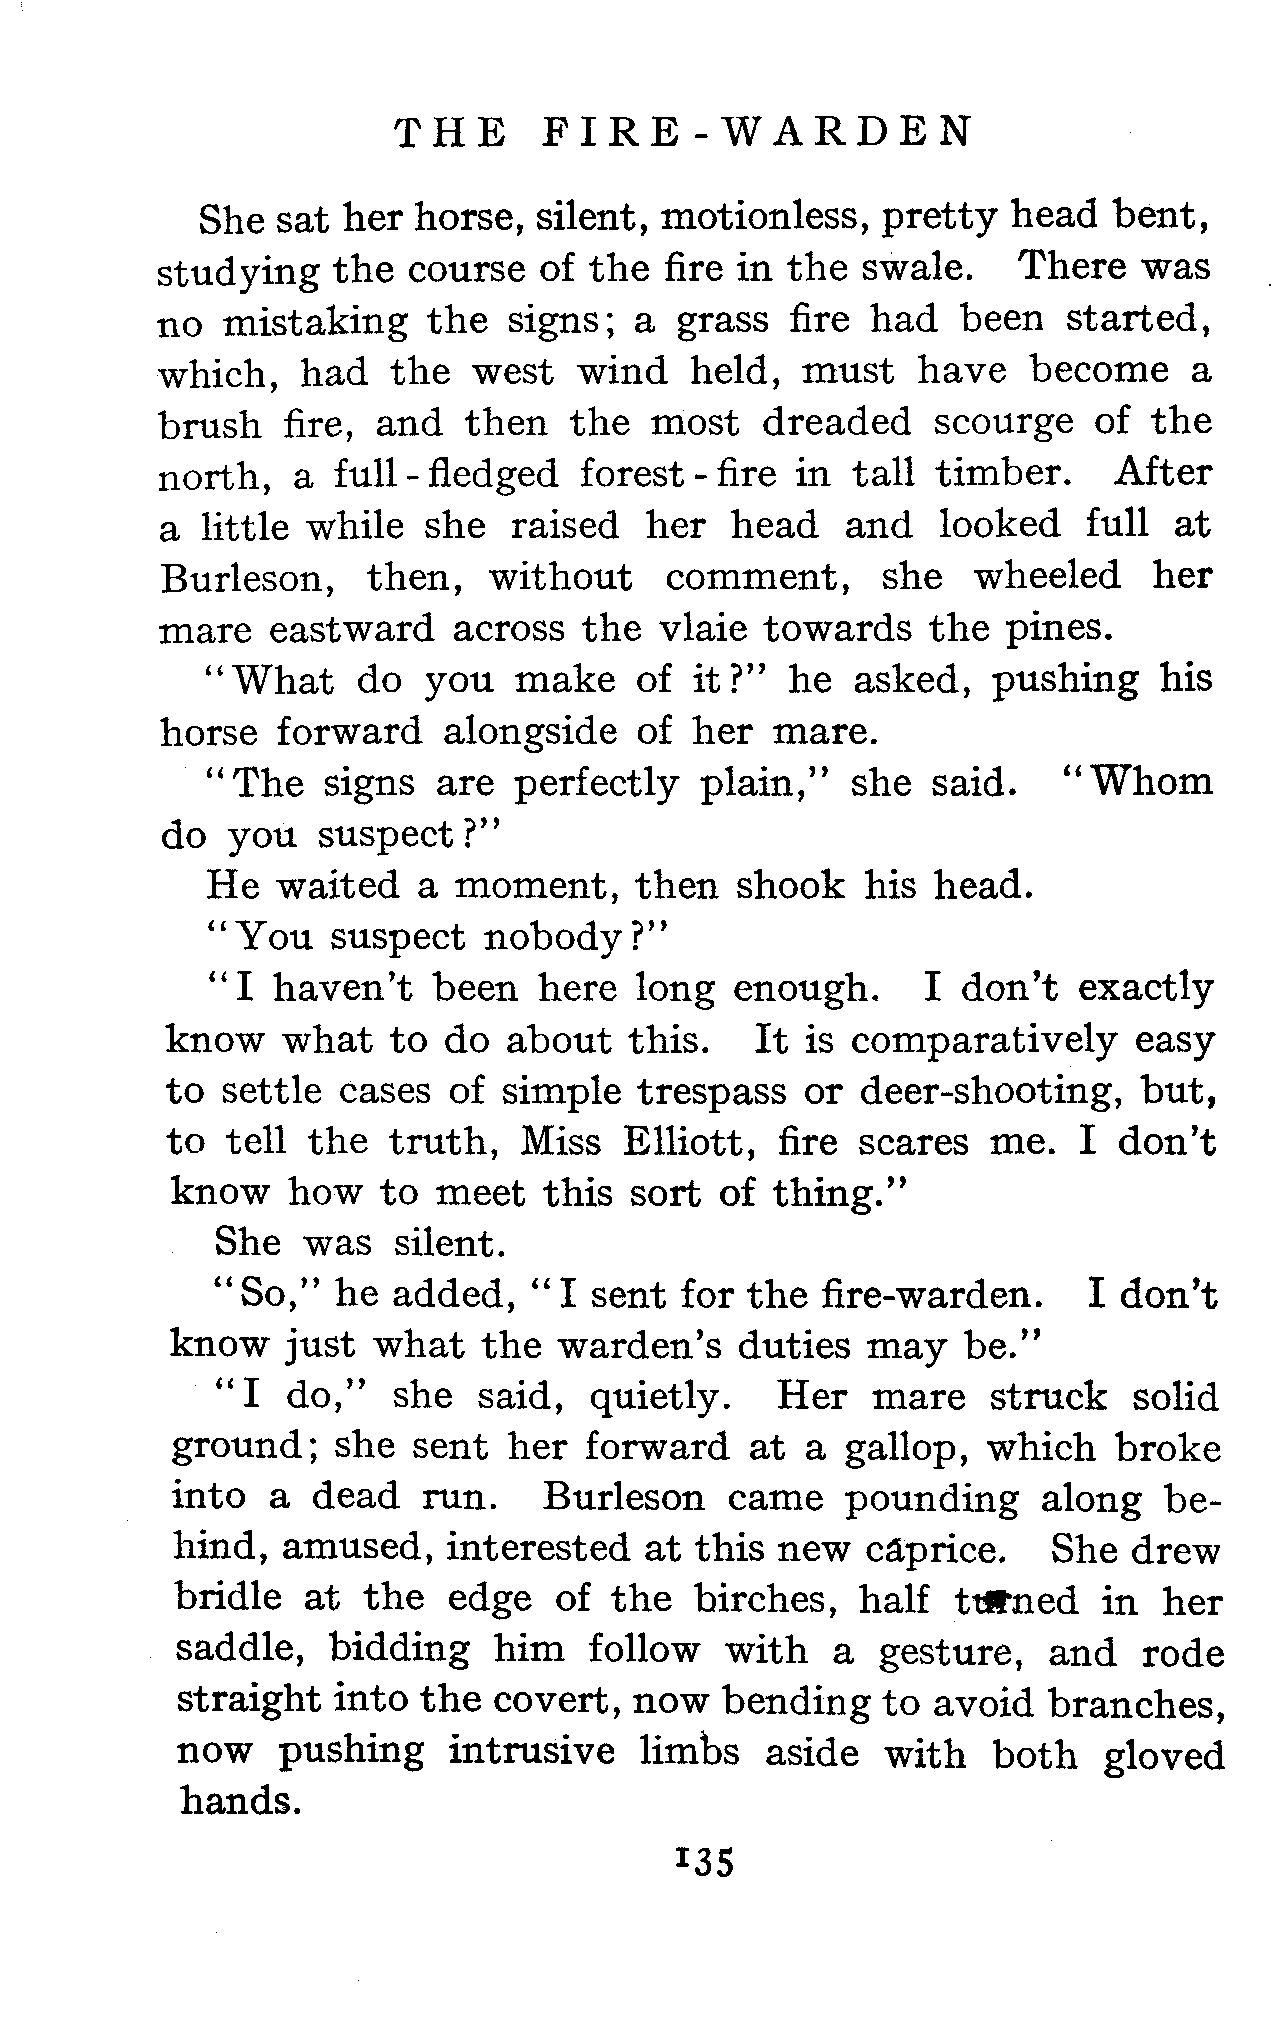 THE FIRE-WARDEN
She sat her horse, silent, motionless, pretty head bent,
studying the course of the fire in the swale. There was
no mistaking the signs; a grass fire had been started,
which, had the west wind held, must have become a
brush fire, and then the most dreaded scourge of the
north, a full-fledged forest-fire in tall timber. After
a little while she raised her head and looked full at
Burleson, then, without comment, she wheeled her
mare eastward across the vlaie towards the pines.
"What do you make of it?" he asked, pushing his
horse forward alongside of her mare.
"The signs are perfectly plain," she said. "Whom
do you suspect?"
He waited a moment, then shook his head.
"You suspect nobody?"
"I haven't been here long enough. I don't exactly
know what to do about this. It is comparatively easy
to settle cases of simple trespass or deer-shooting, but,
to tell the truth, Miss Elliott, fire scares me. I don't
know how to meet this sort of thing."
She was silent.
"So," he added, "I sent for the fire-warden. I don't
know just what the warden's duties may be."
"I do," she said, quietly. Her mare struck solid
ground; she sent her forward at a gallop, which broke
into a dead run. Burleson came pounding along be-
hind, amused, interested at this new caprice. She drew
bridle at the edge of the birches, half turned in her
saddle, bidding him follow with a gesture, and rode
straight into the covert, now bending to avoid branches,
now pushing intrusive limbs aside with both gloved
hands.
135